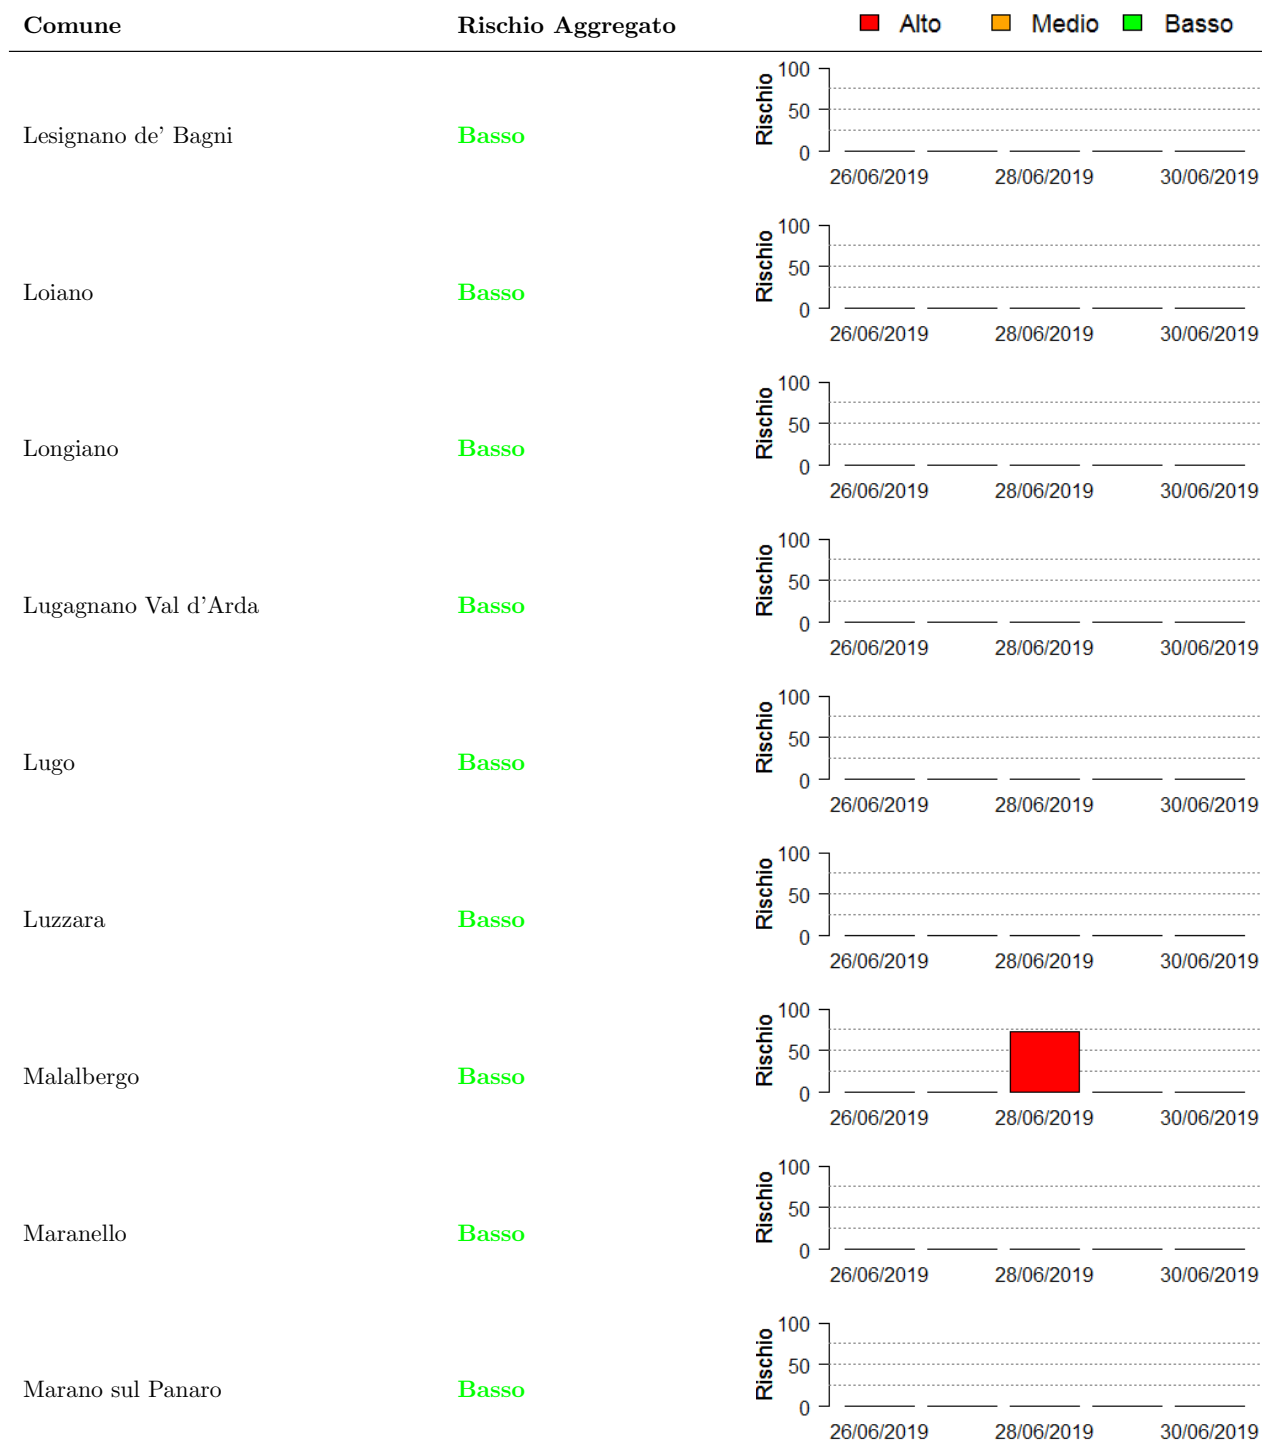 Comune Rischio Aggregato Alto Medio Basso
Lesignano de' Bagni Basso Rischio 100 50 0
26/06/2019 28/06/2019 30/06/2019
Loiano Basso Rischio 100 50 0
26/06/2019 28/06/2019 30/06/2019
Longiano Basso Rischio 100 50 0
26/06/2019 28/06/2019 30/06/2019
Lugagnano Val d'Arda Basso Rischio 100 50 0
26/06/2019 28/06/2019 30/06/2019
Lugo Basso Rischio 100 50 0
26/06/2019 28/06/2019 30/06/2019
Luzzara Basso Rischio 100 50 0
26/06/2019 28/06/2019 30/06/2019
Malalbergo Basso Rischio 100 50 0
26/06/2019 28/06/2019 30/06/2019
Maranello Basso Rischio 100 50 0
26/06/2019 28/06/2019 30/06/2019
Marano sul Panaro Basso Rischio 100 50 0
26/06/2019 28/06/2019 30/06/2019